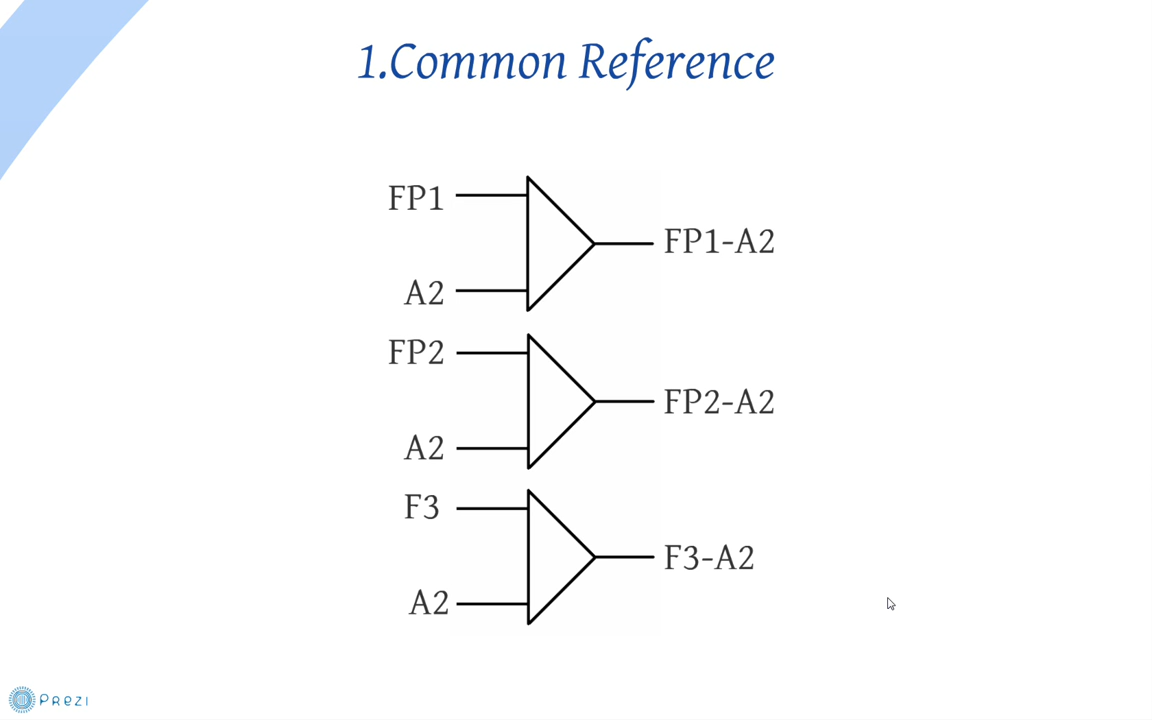 1.Common Reference
FP1
FP1-A2
A2
FP2
FP2-A2
A2
F3
F3-A2
A2
Prezi